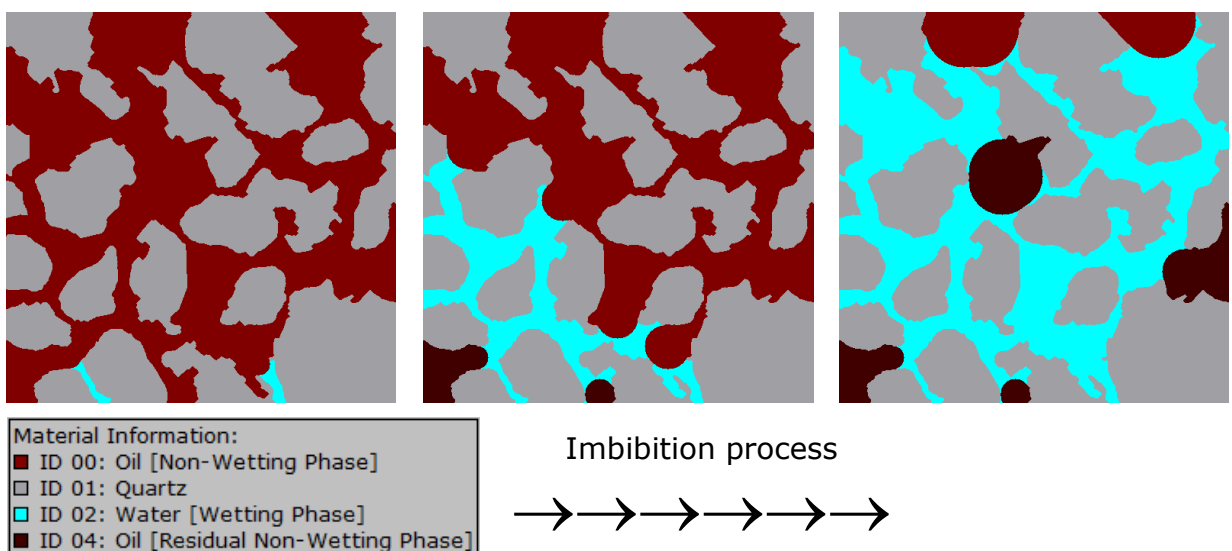 Material Information:
ID 00: Oil [Non-Wetting Phase]
ID 01: Quartz
ID 02: Water [Wetting Phase]
ID 04: Oil [Residual Non-Wetting Phase]
Imbibition process